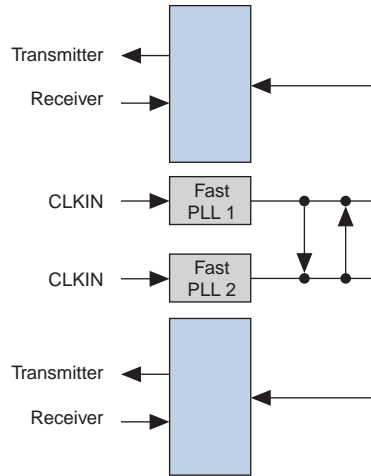 Transmitter
Receiver
CLKIN
Fast
PLL 1
CLKIN
Fast
PLL 2
Transmitter
Receiver